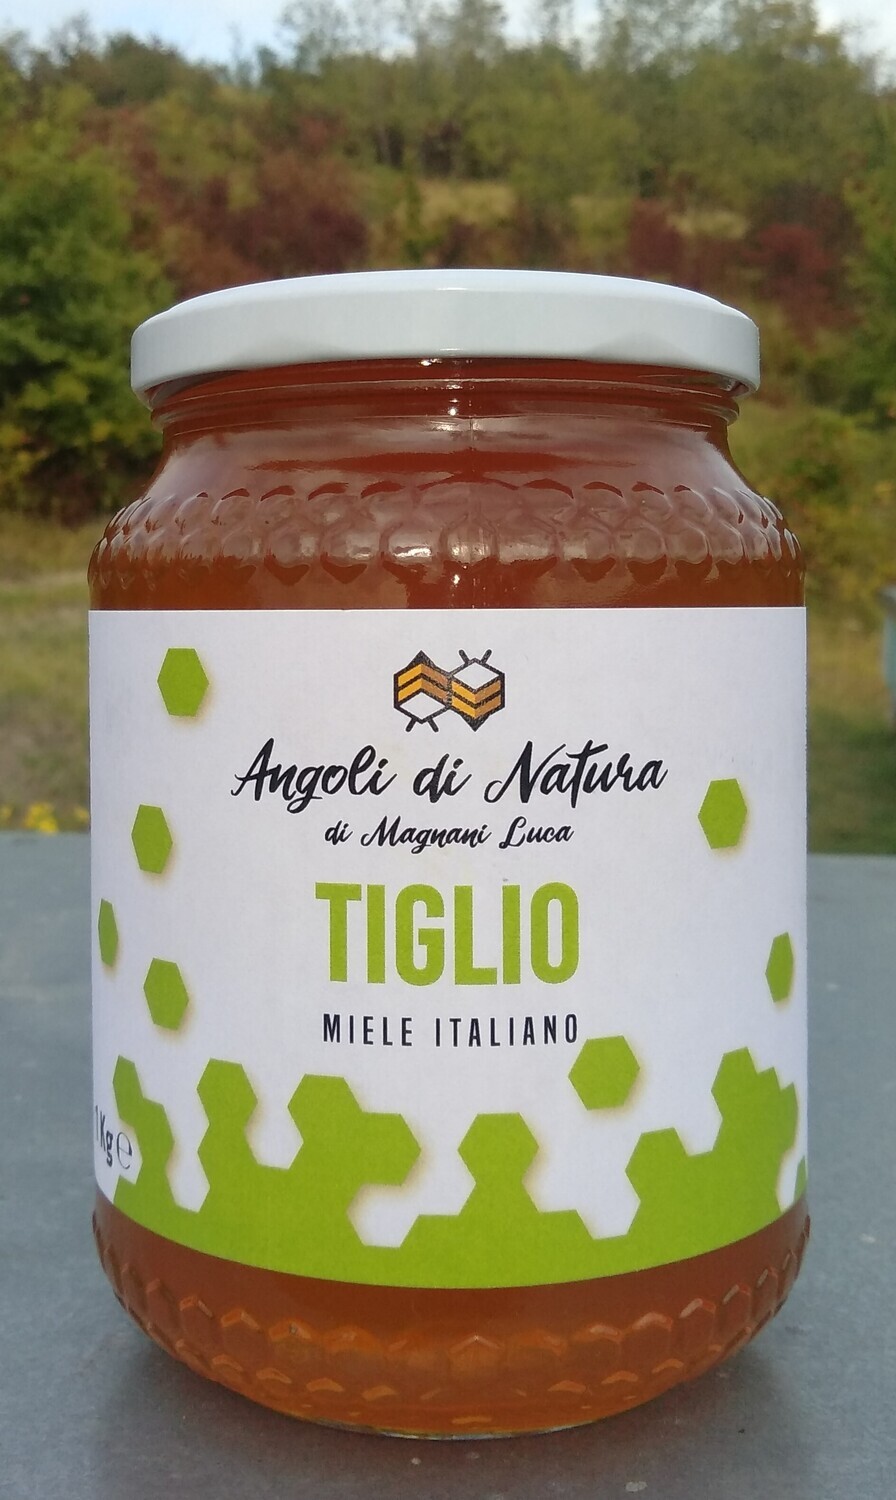 Angoli di Natura
di Magnani Luca
TIGLIO
MIELE ITALIANO
1 Kg ℮